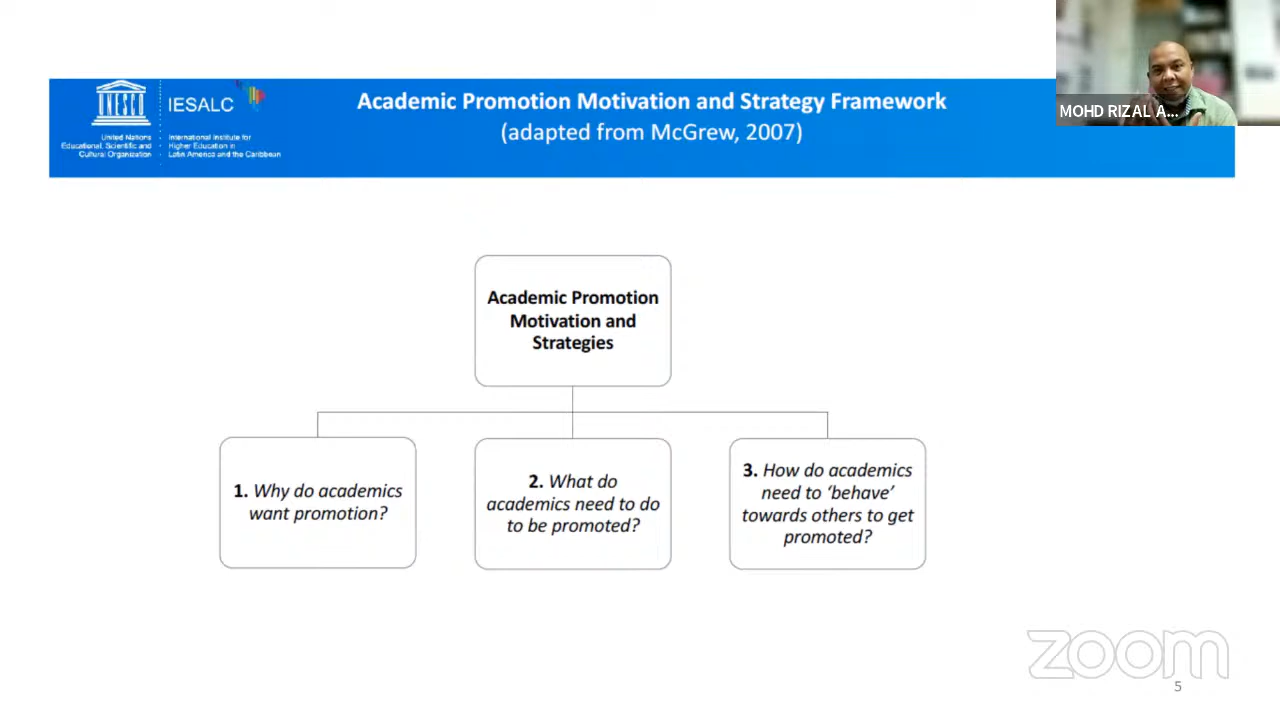 UNESCO
IESALC
United Nations
Educational, Scientific and
Cultural Organization
International Institute for
Higher Education in
Latin America and the Caribbean
Academic Promotion Motivation and Strategy Framework
(adapted from McGrew, 2007)
MOHD RIZAL A...
Academic Promotion
Motivation and
Strategies
1. Why do academics
want promotion?
2. What do
academics need to do
to be promoted?
3. How do academics
need to ‘behave’
towards others to get
promoted?
zoom
5